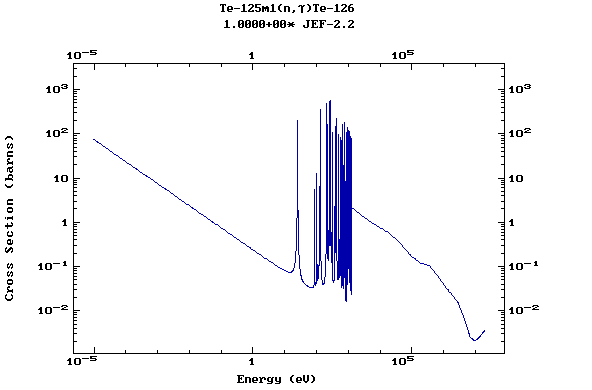 Te-125m1(n,γ)Te-126
1.0000+00* JEF-2.2
10⁻⁵ 1 10⁵
10³ 10³
10² 10²
10 10
1 1
10⁻¹ 10⁻¹
10⁻² 10⁻²
10⁻⁵ 1 10⁵
Cross Section (barns)
Energy (eV)